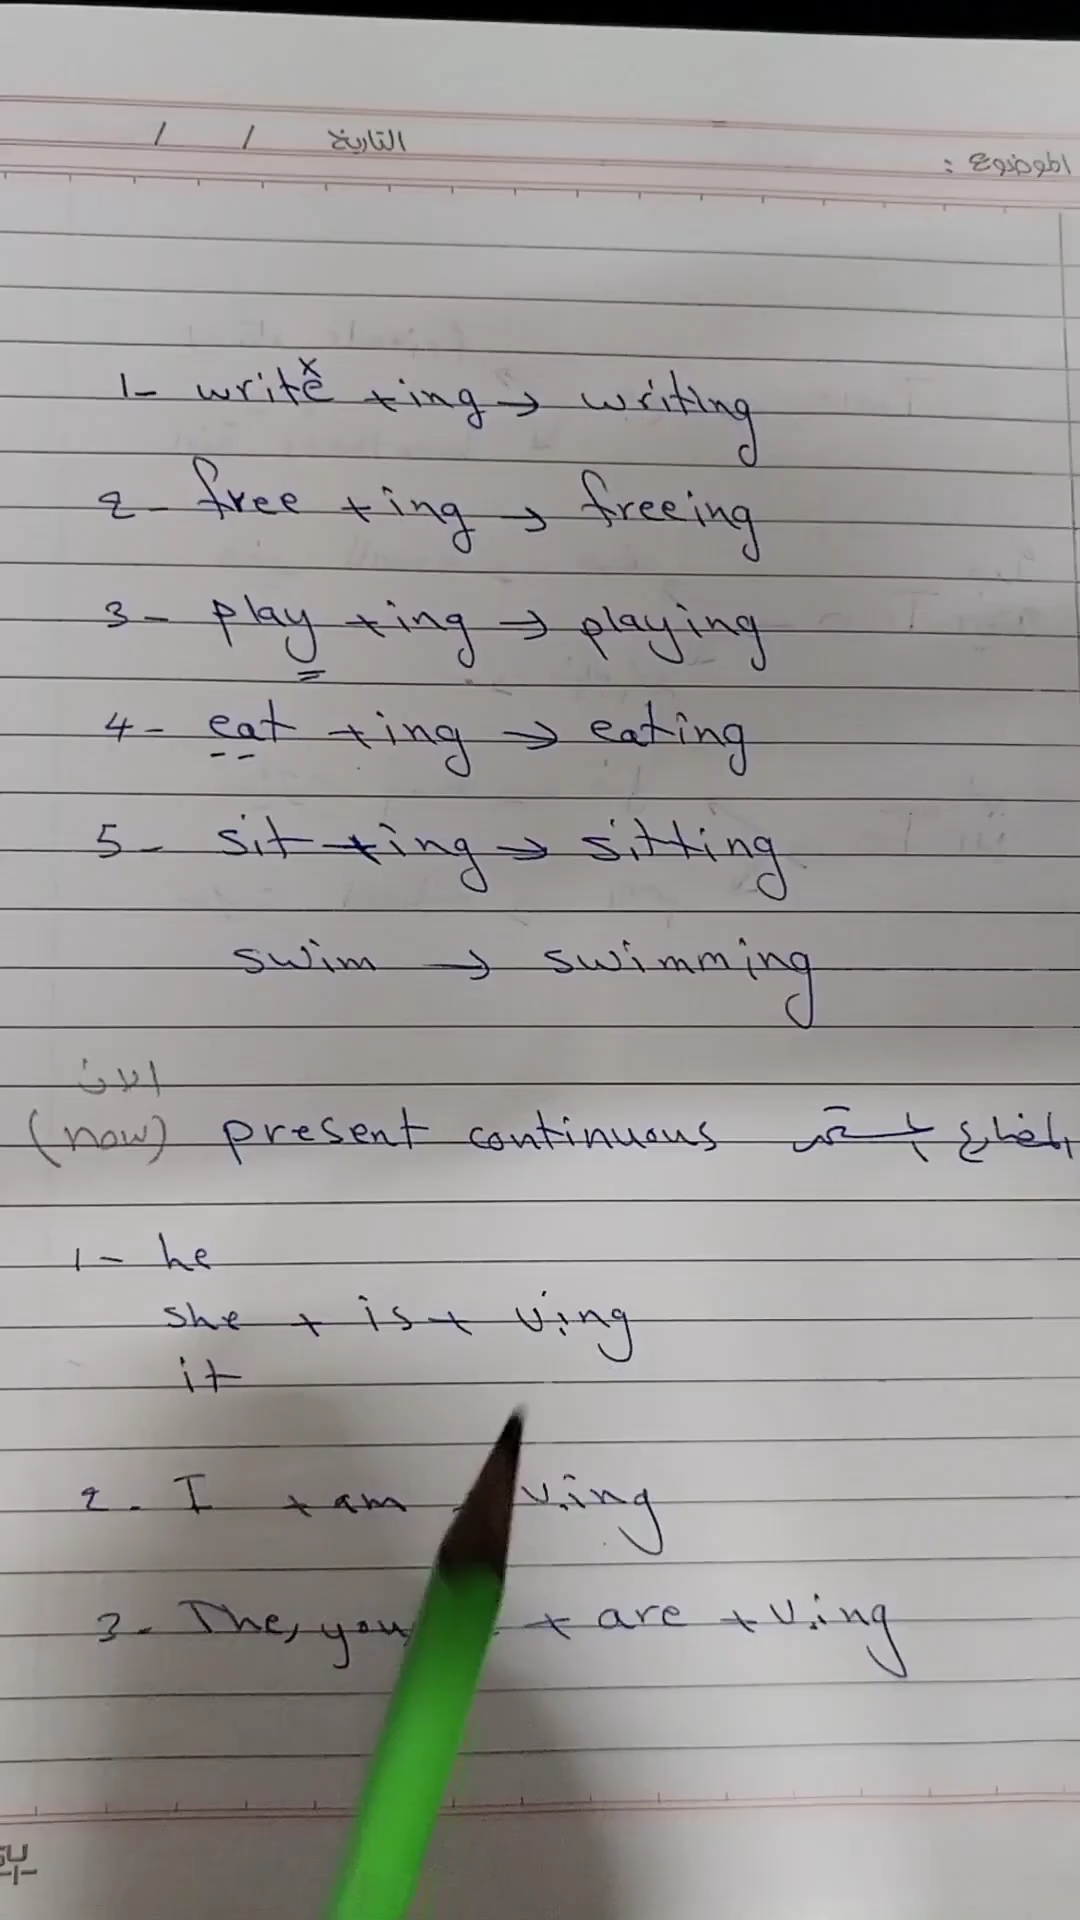 الموضوع : التاريخ / /
1- write x +ing → writing
2- free +ing → freeing
3- play +ing → playing
4- eat +ing → eating
5- sit +ing → sitting
swim → swimming
الان
(now) present continuous المضارع المستمر
1- he
she + is + v.ing
it
2- I + am + v.ing
3- The, you, + are + v.ing